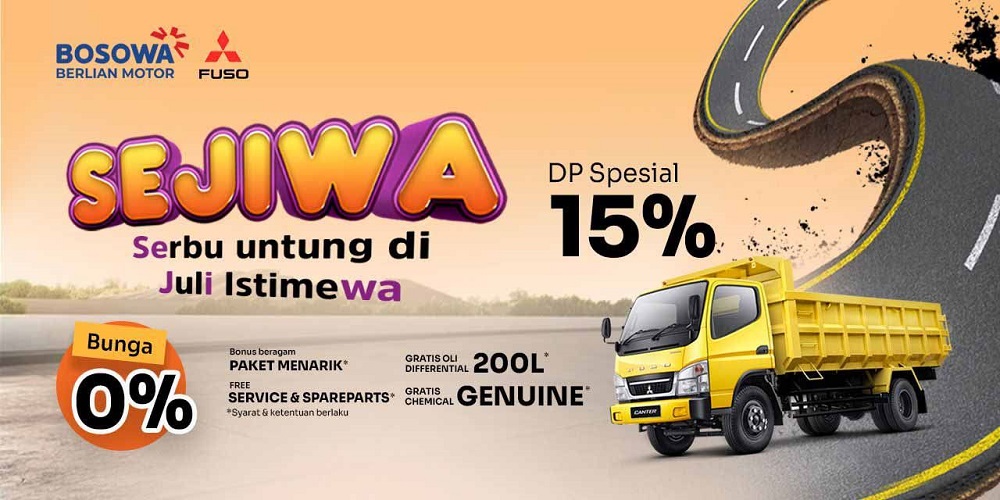 BOSOWA
BERLIAN MOTOR
FUSO
SEJIWA
Serbu untung di
Juli Istimewa
DP Spesial
15%
Bunga
0%
Bonus beragam
PAKET MENARIK*
FREE
SERVICE & SPAREPARTS*
*Syarat & ketentuan berlaku
GRATIS OLI
DIFFERENTIAL 200L*
GRATIS
CHEMICAL GENUINE*
FUSO
CANTER